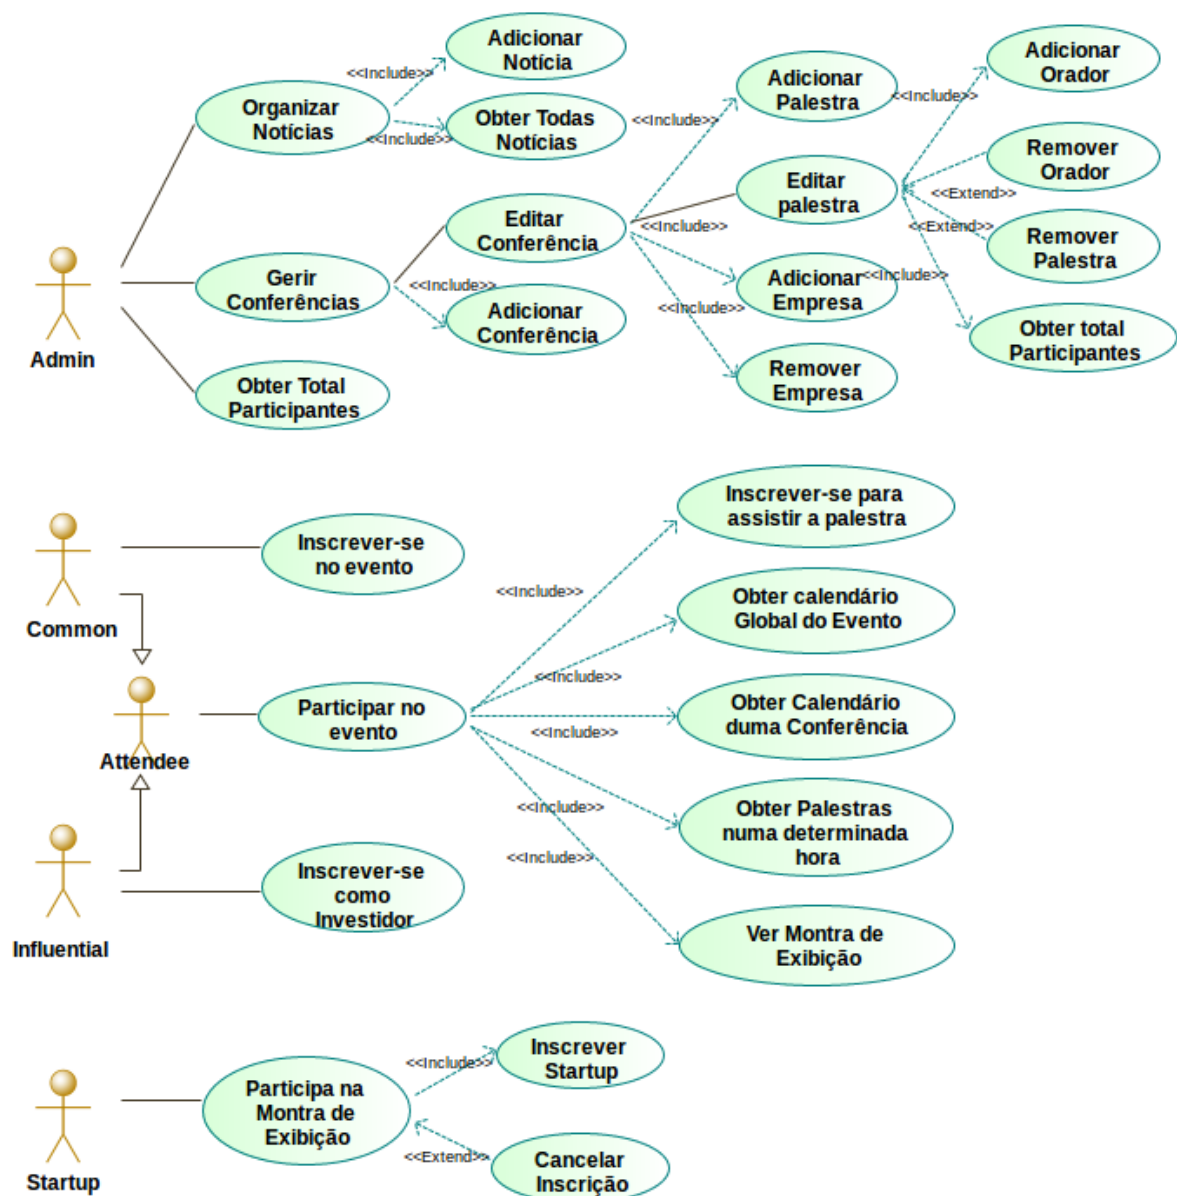 Adicionar
Notícia
<<Include>>
Organizar
Notícias
Obter Todas
Notícias
<<Include>>
<<Include>>
Adicionar
Palestra
<<Include>>
Adicionar
Orador
Editar
palestra
Remover
Orador
<<Extend>>
<<Extend>>
Remover
Palestra
Editar
Conferência
<<Include>>
Gerir
Conferências
<<Include>>
Adicionar
Conferência
Adicionar
Empresa
<<Include>>
<<Include>>
Obter total
Participantes
Admin
Obter Total
Participantes
Remover
Empresa
Inscrever-se para
assistir a palestra
Inscrever-se
no evento
<<Include>>
Obter calendário
Global do Evento
Common
<<Include>>
Participar no
evento
Obter Calendário
duma Conferência
<<Include>>
Attendee
<<Include>>
Obter Palestras
numa determinada
hora
<<Include>>
Inscrever-se
como
Investidor
Ver Montra de
Exibição
Influential
Inscrever
Startup
<<Include>>
Participa na
Montra de
Exibição
<<Extend>>
Cancelar
Inscrição
Startup